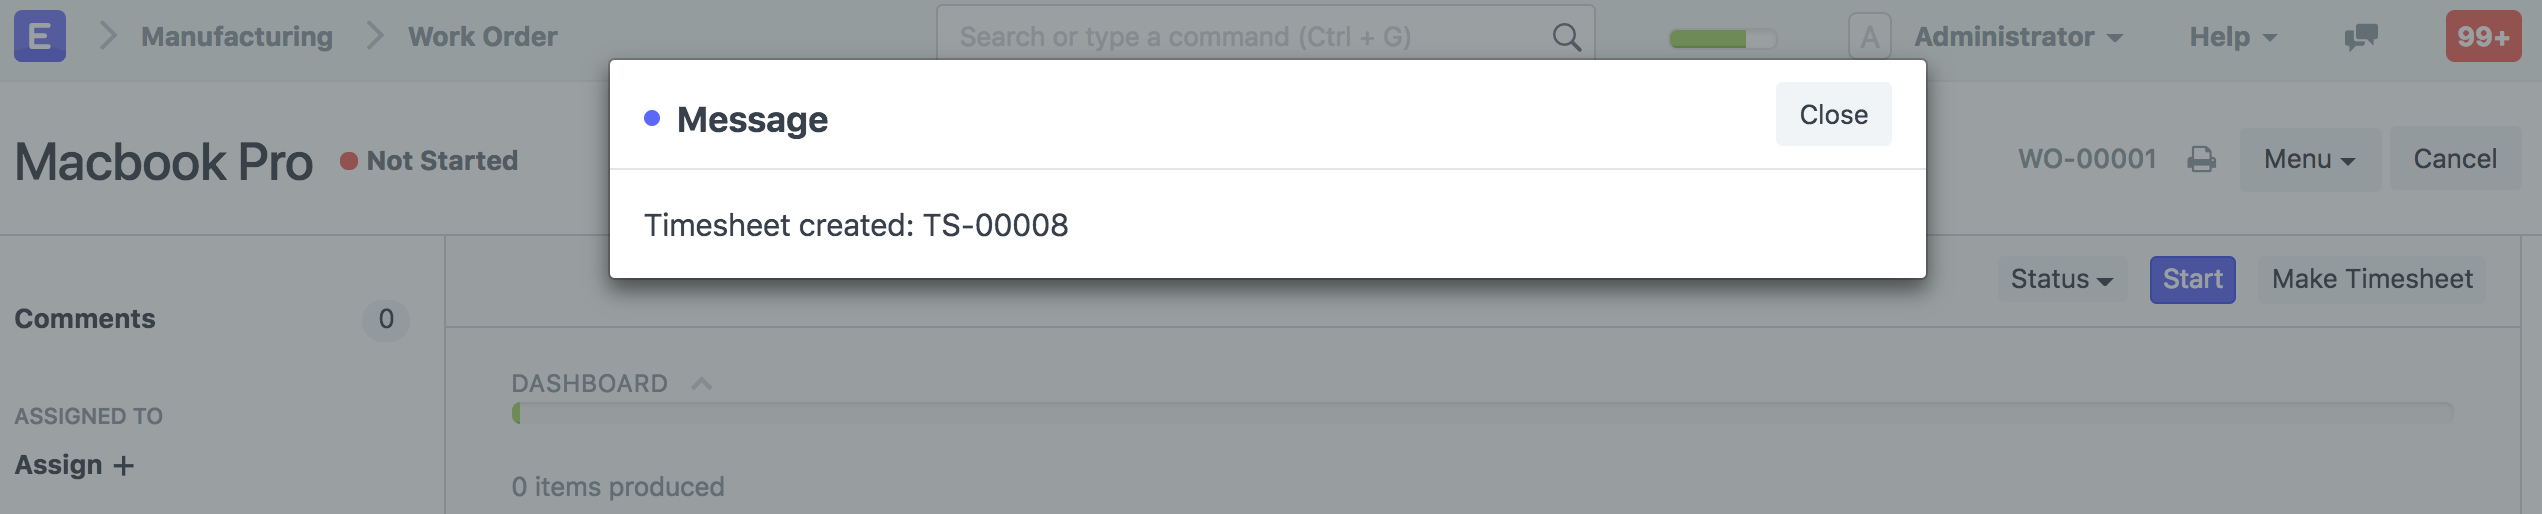 E Manufacturing Work Order Search or type a command (Ctrl + G) A Administrator Help 99+
Message Close
Macbook Pro Not Started WO-00001 Menu Cancel
Timesheet created: TS-00008
Status Start Make Timesheet
Comments 0
DASHBOARD
ASSIGNED TO
Assign +
0 items produced